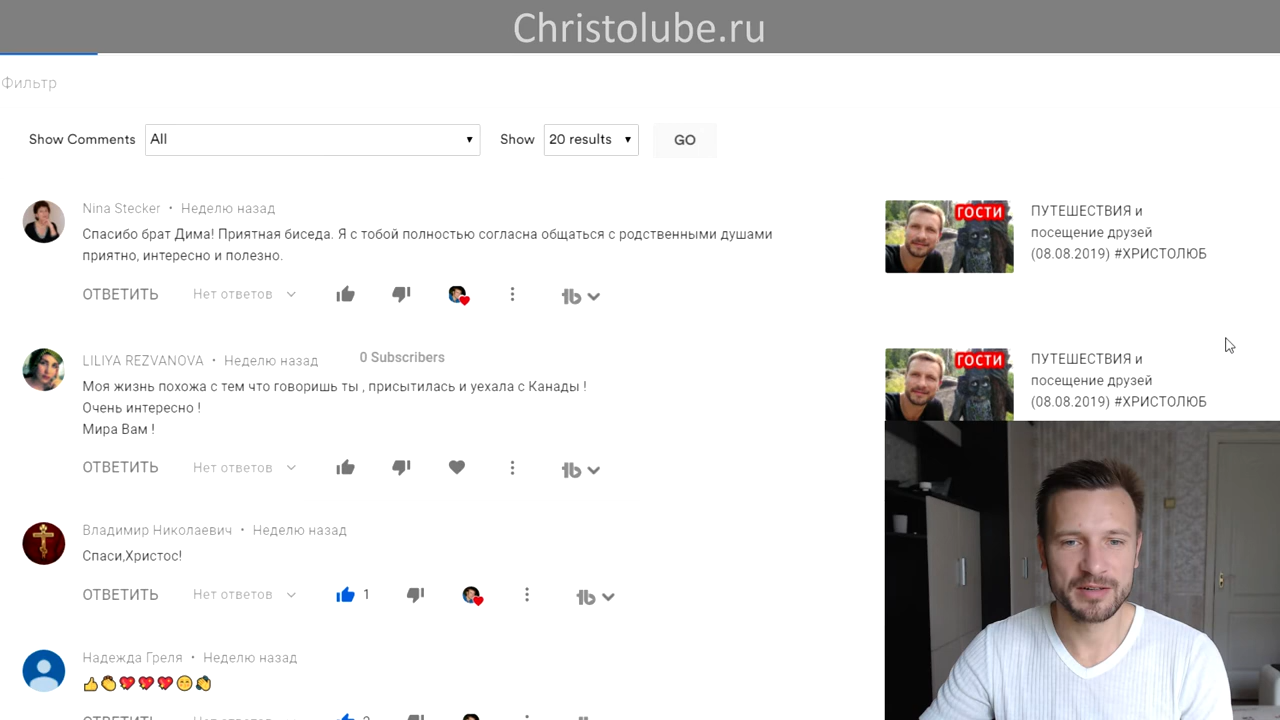 Christolube.ru
Фильтр
Show Comments All Show 20 results GO
Nina Stecker • Неделю назад
Спасибо брат Дима! Приятная биседа. Я с тобой полностью согласна общаться с родственными душами
приятно, интересно и полезно.
ОТВЕТИТЬ Нет ответов
ГОСТИ
ПУТЕШЕСТВИЯ и
посещение друзей
(08.08.2019) #ХРИСТОЛЮБ
LILIYA REZVANOVA • Неделю назад 0 Subscribers
Моя жизнь похожа с тем что говоришь ты , присытилась и уехала с Канады !
Очень интересно !
Мира Вам !
ОТВЕТИТЬ Нет ответов
ГОСТИ
ПУТЕШЕСТВИЯ и
посещение друзей
(08.08.2019) #ХРИСТОЛЮБ
Владимир Николаевич • Неделю назад
Спаси,Христос!
ОТВЕТИТЬ Нет ответов 1
Надежда Греля • Неделю назад